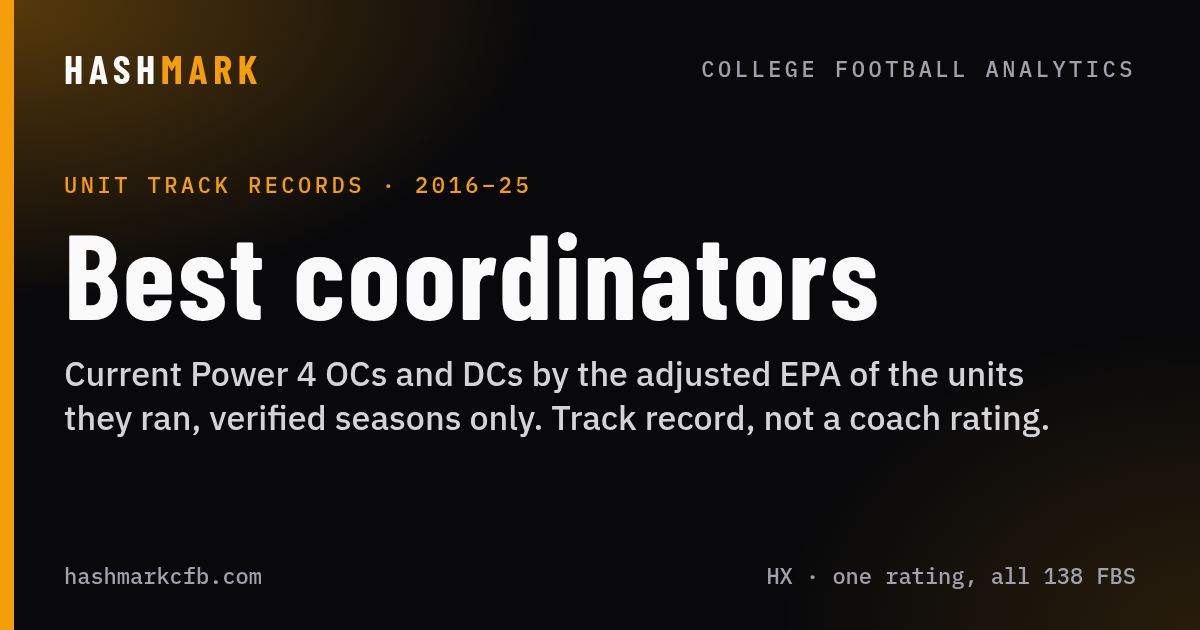 HASHMARK
COLLEGE FOOTBALL ANALYTICS
UNIT TRACK RECORDS · 2016–25
Best coordinators
Current Power 4 OCs and DCs by the adjusted EPA of the units
they ran, verified seasons only. Track record, not a coach rating.
hashmarkcfb.com
HX · one rating, all 138 FBS